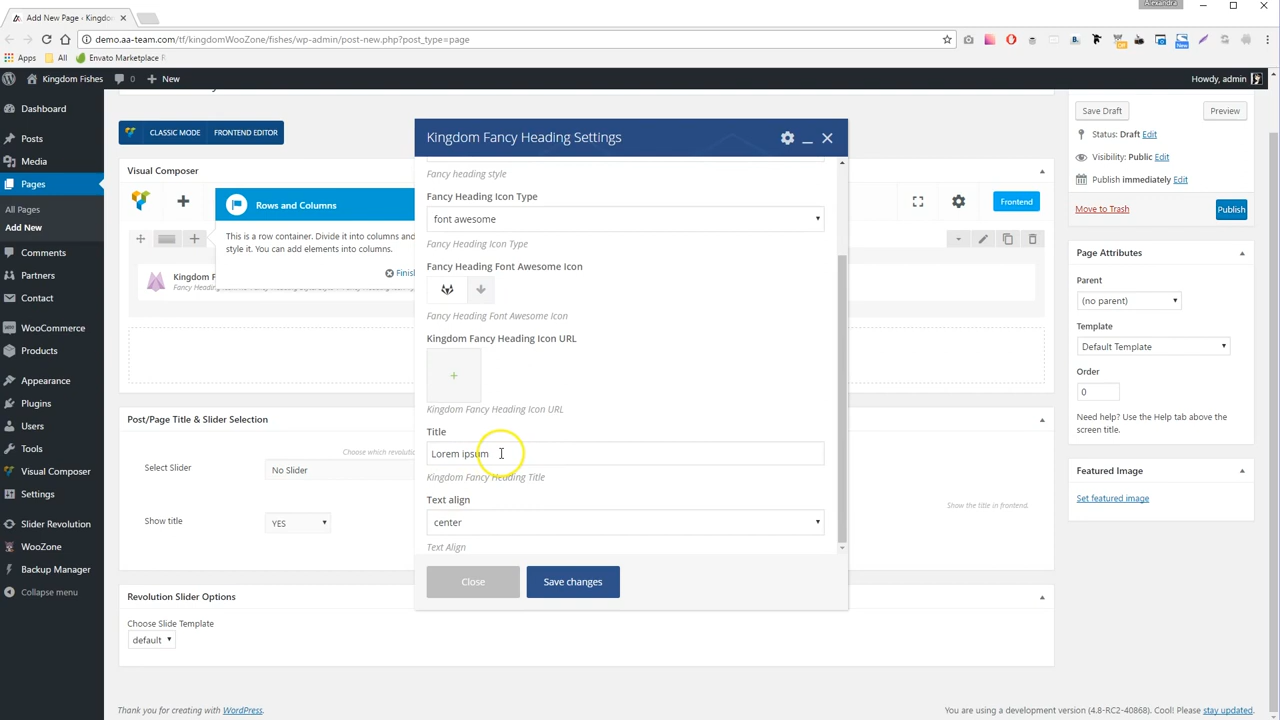 Alexandra
Add New Page ‹ Kingdo
demo.aa-team.com/tf/kingdomWooZone/fishes/wp-admin/post-new.php?post_type=page
Apps All Envato Marketplace
Kingdom Fishes 0 New Howdy, admin
Dashboard
Posts
Media
Pages
All Pages
Add New
Comments
Partners
Contact
WooCommerce
Products
Appearance
Plugins
Users
Tools
Visual Composer
Settings
Slider Revolution
WooZone
Backup Manager
Collapse menu
CLASSIC MODE FRONTEND EDITOR
Visual Composer
Rows and Columns
This is a row container. Divide it into columns and
style it. You can add elements into columns.
Finis
Kingdom F
Frontend
Post/Page Title & Slider Selection
Choose which revoluti
Select Slider No Slider
Show the title in frontend.
Show title YES
Revolution Slider Options
Choose Slide Template
default
Kingdom Fancy Heading Settings
Fancy heading style
Fancy Heading Icon Type
font awesome
Fancy Heading Icon Type
Fancy Heading Font Awesome Icon
Fancy Heading Font Awesome Icon
Kingdom Fancy Heading Icon URL
Kingdom Fancy Heading Icon URL
Title
Lorem ipsum
Kingdom Fancy Heading Title
Text align
center
Text Align
Close Save changes
Save Draft Preview
Status: Draft Edit
Visibility: Public Edit
Publish immediately Edit
Move to Trash Publish
Page Attributes
Parent
(no parent)
Template
Default Template
Order
0
Need help? Use the Help tab above the
screen title.
Featured Image
Set featured image
Thank you for creating with WordPress.
You are using a development version (4.8-RC2-40868). Cool! Please stay updated.